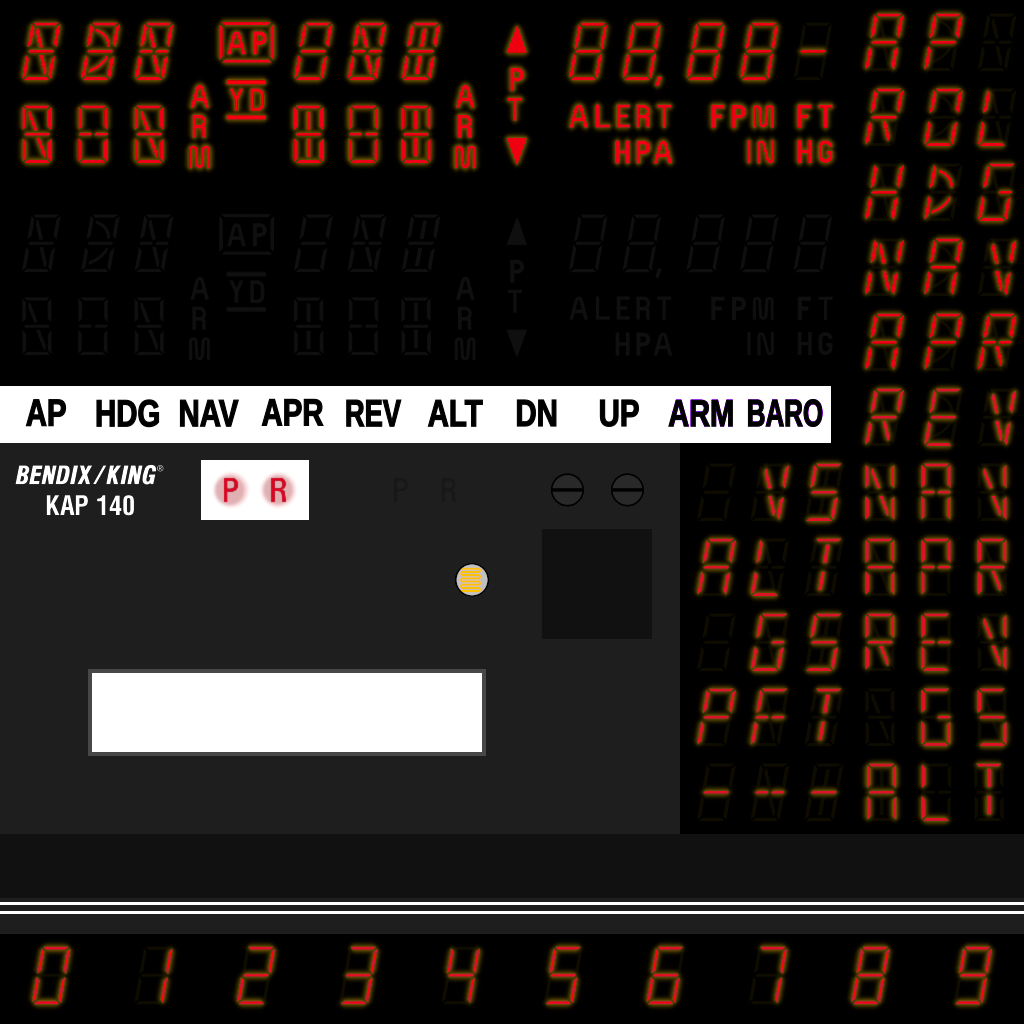 AP
YD
ARM
ARM
PT
ALERT FPM FT
HPA IN HG
AP
ROL
HDG
NAV
APR
REV
AP
YD
ARM
ARM
PT
ALERT FPM FT
HPA IN HG
AP HDG NAV APR REV ALT DN UP ARM BARO
BENDIX/KING®
KAP 140
P R
P R
VS NAV
ALT APR
GS REV
PFT GS
--- ALT
0 1 2 3 4 5 6 7 8 9